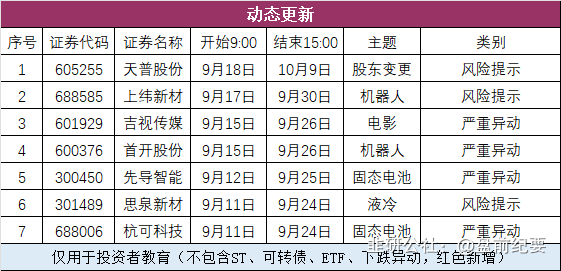 动态更新
序号 证券代码 证券名称 开始9:00 结束15:00 主题 类别
1 605255 天普股份 9月18日 10月9日 股东变更 风险提示
2 688585 上纬新材 9月17日 9月30日 机器人 风险提示
3 601929 吉视传媒 9月15日 9月26日 电影 严重异动
4 600376 首开股份 9月15日 9月26日 机器人 严重异动
5 300450 先导智能 9月12日 9月25日 固态电池 严重异动
6 301489 思泉新材 9月11日 9月24日 液冷 风险提示
7 688006 杭可科技 9月11日 9月24日 固态电池 严重异动
韭研公社：@盘前纪要
仅用于投资者教育（不包含ST、可转债、ETF、下跌异动，红色新增）